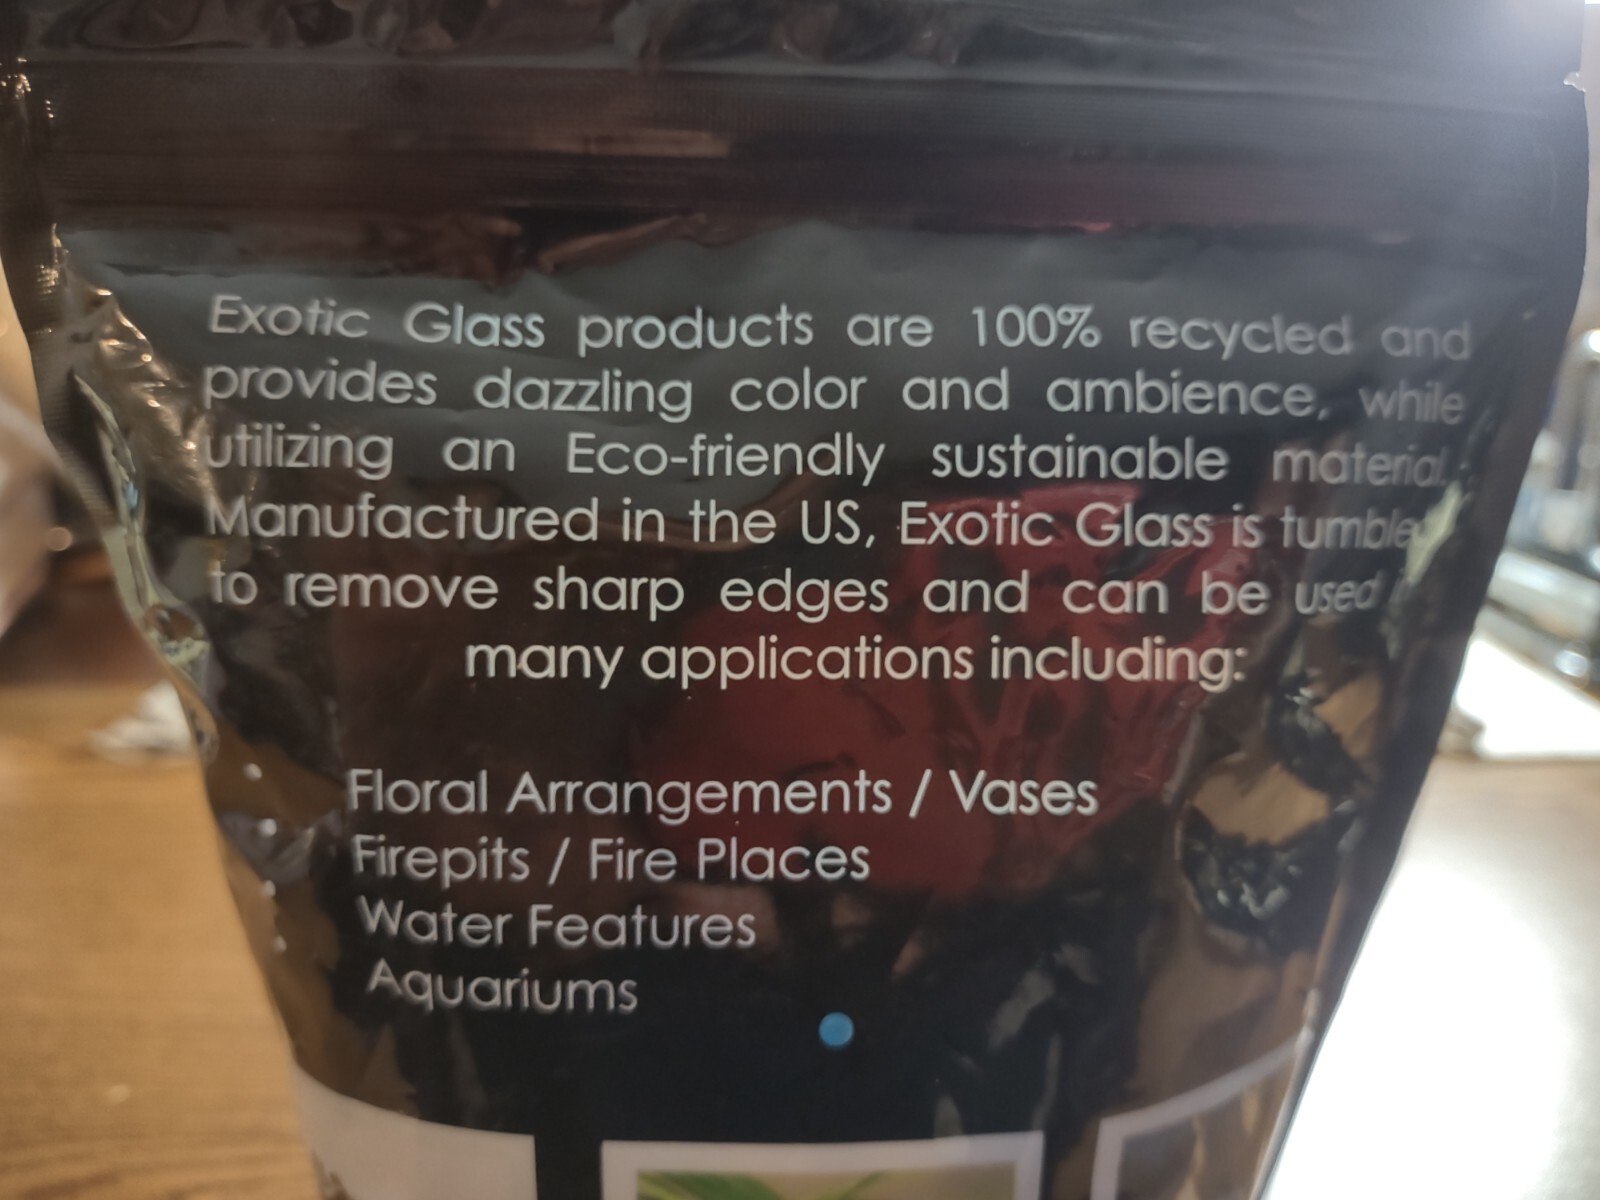 Exotic Glass products are 100% recycled and
provides dazzling color and ambience, while
utilizing an Eco-friendly sustainable material.
Manufactured in the US, Exotic Glass is tumble
to remove sharp edges and can be used
many applications including:
Floral Arrangements / Vases
Firepits / Fire Places
Water Features
Aquariums